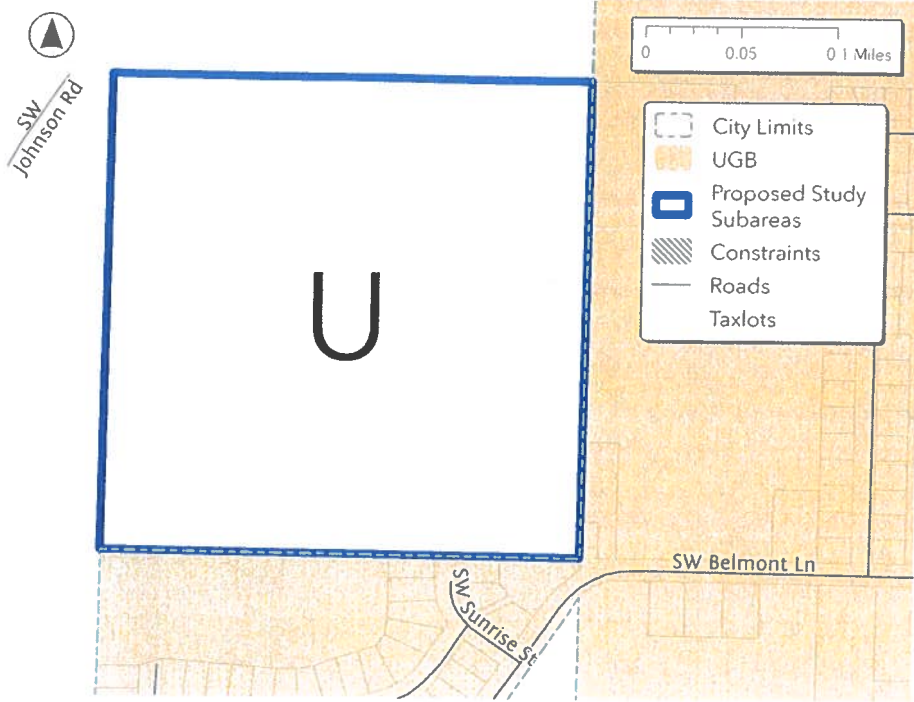 SW
Johnson Rd
0
0.05
0 1 Miles
City Limits
UGB
Proposed Study
Subareas
Constraints
Roads
Taxlots
U
SW Belmont Ln
SW Sunrise St